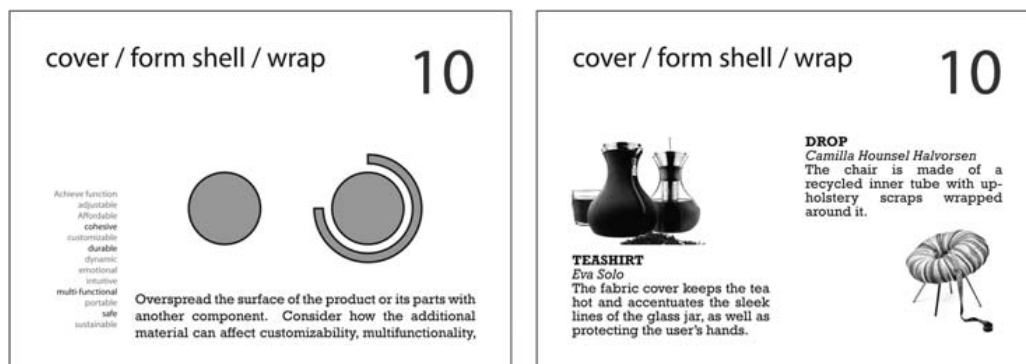 cover / form shell / wrap
10
Achieve function
adjustable
Affordable
cohesive
customizable
durable
dynamic
emotional
intuitive
multi-functional
portable
safe
sustainable
Overspread the surface of the product or its parts with
another component. Consider how the additional
material can affect customizability, multifunctionality,
cover / form shell / wrap
10
TEASHIRT
Eva Solo
The fabric cover keeps the tea
hot and accentuates the sleek
lines of the glass jar, as well as
protecting the user's hands.
DROP
Camilla Hounsel Halvorsen
The chair is made of a
recycled inner tube with up-
holstery scraps wrapped
around it.